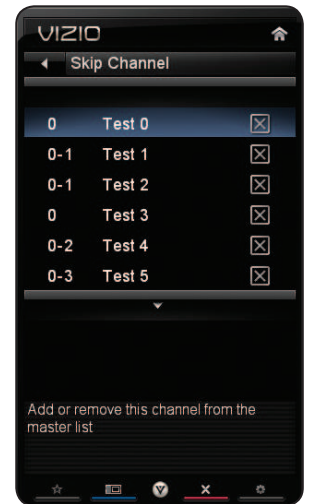 VIZIO
Skip Channel
0 Test 0
0-1 Test 1
0-1 Test 2
0 Test 3
0-2 Test 4
0-3 Test 5
Add or remove this channel from the
master list